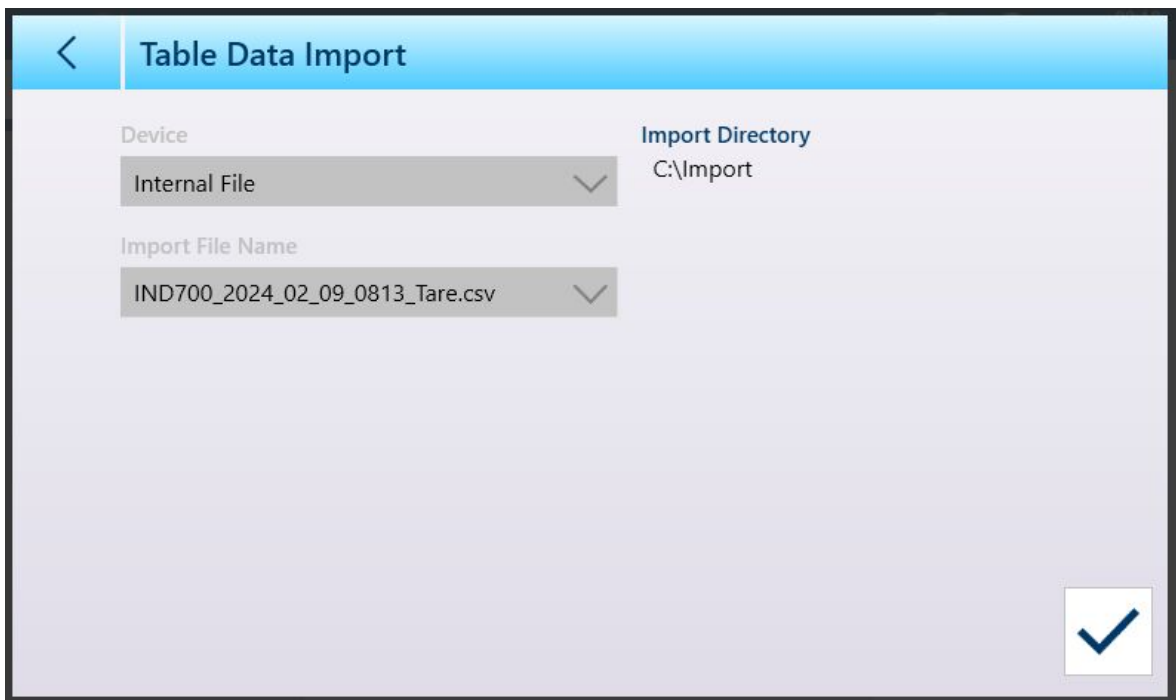 Table Data Import
Device
Internal File
Import File Name
IND700_2024_02_09_0813_Tare.csv
Import Directory
C:\Import